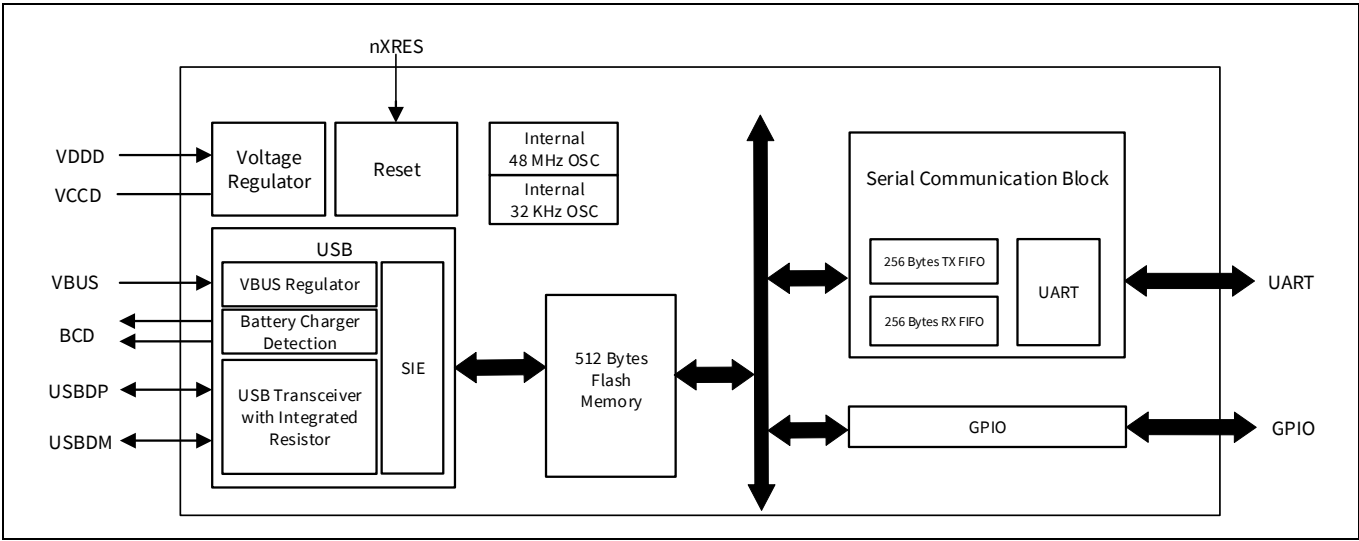 nXRES
VDDD
VCCD
Voltage
Regulator
Reset
Internal
48 MHz OSC
Internal
32 KHz OSC
USB
VBUS
VBUS Regulator
BCD
Battery Charger
Detection
USBDP
USBDM
USB Transceiver
with Integrated
Resistor
SIE
512 Bytes
Flash
Memory
Serial Communication Block
256 Bytes TX FIFO
256 Bytes RX FIFO
UART
UART
GPIO
GPIO